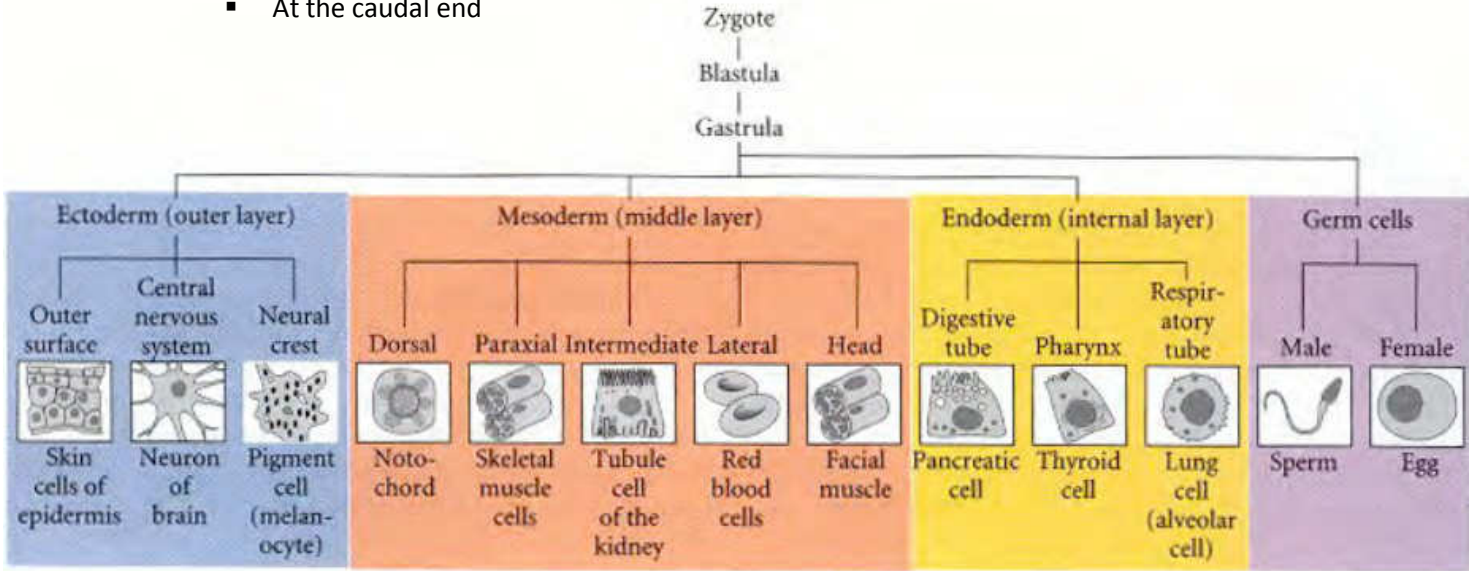 ▪ At the caudal end
Zygote
Blastula
Gastrula
Ectoderm (outer layer)
Outer
surface
Skin
cells of
epidermis
Central
nervous
system
Neuron
of
brain
Neural
crest
Pigment
cell
(melan-
ocyte)
Mesoderm (middle layer)
Dorsal
Noto-
chord
Paraxial
Skeletal
muscle
cells
Intermediate
Tubule
cell
of the
kidney
Lateral
Red
blood
cells
Head
Facial
muscle
Endoderm (internal layer)
Digestive
tube
Pancreatic
cell
Pharynx
Thyroid
cell
Respir-
atory
tube
Lung
cell
(alveolar
cell)
Germ cells
Male
Sperm
Female
Egg